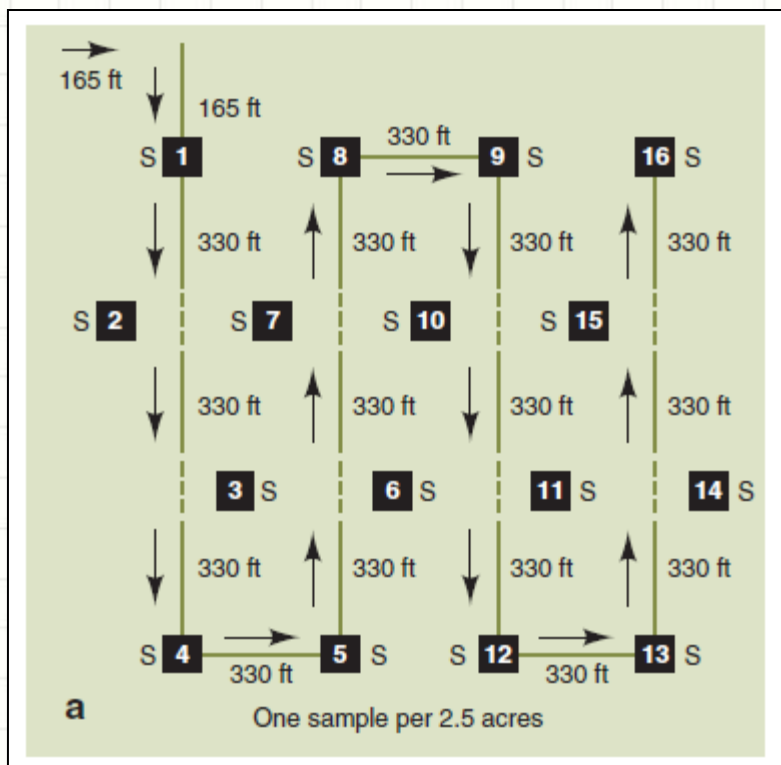 165 ft
165 ft
S 1 S 8 330 ft 9 S 16 S
330 ft 330 ft 330 ft 330 ft
S 2 S 7 S 10 S 15
330 ft 330 ft 330 ft 330 ft
3 S 6 S 11 S 14 S
330 ft 330 ft 330 ft 330 ft
S 4 5 S S 12 13 S
330 ft 330 ft
a One sample per 2.5 acres